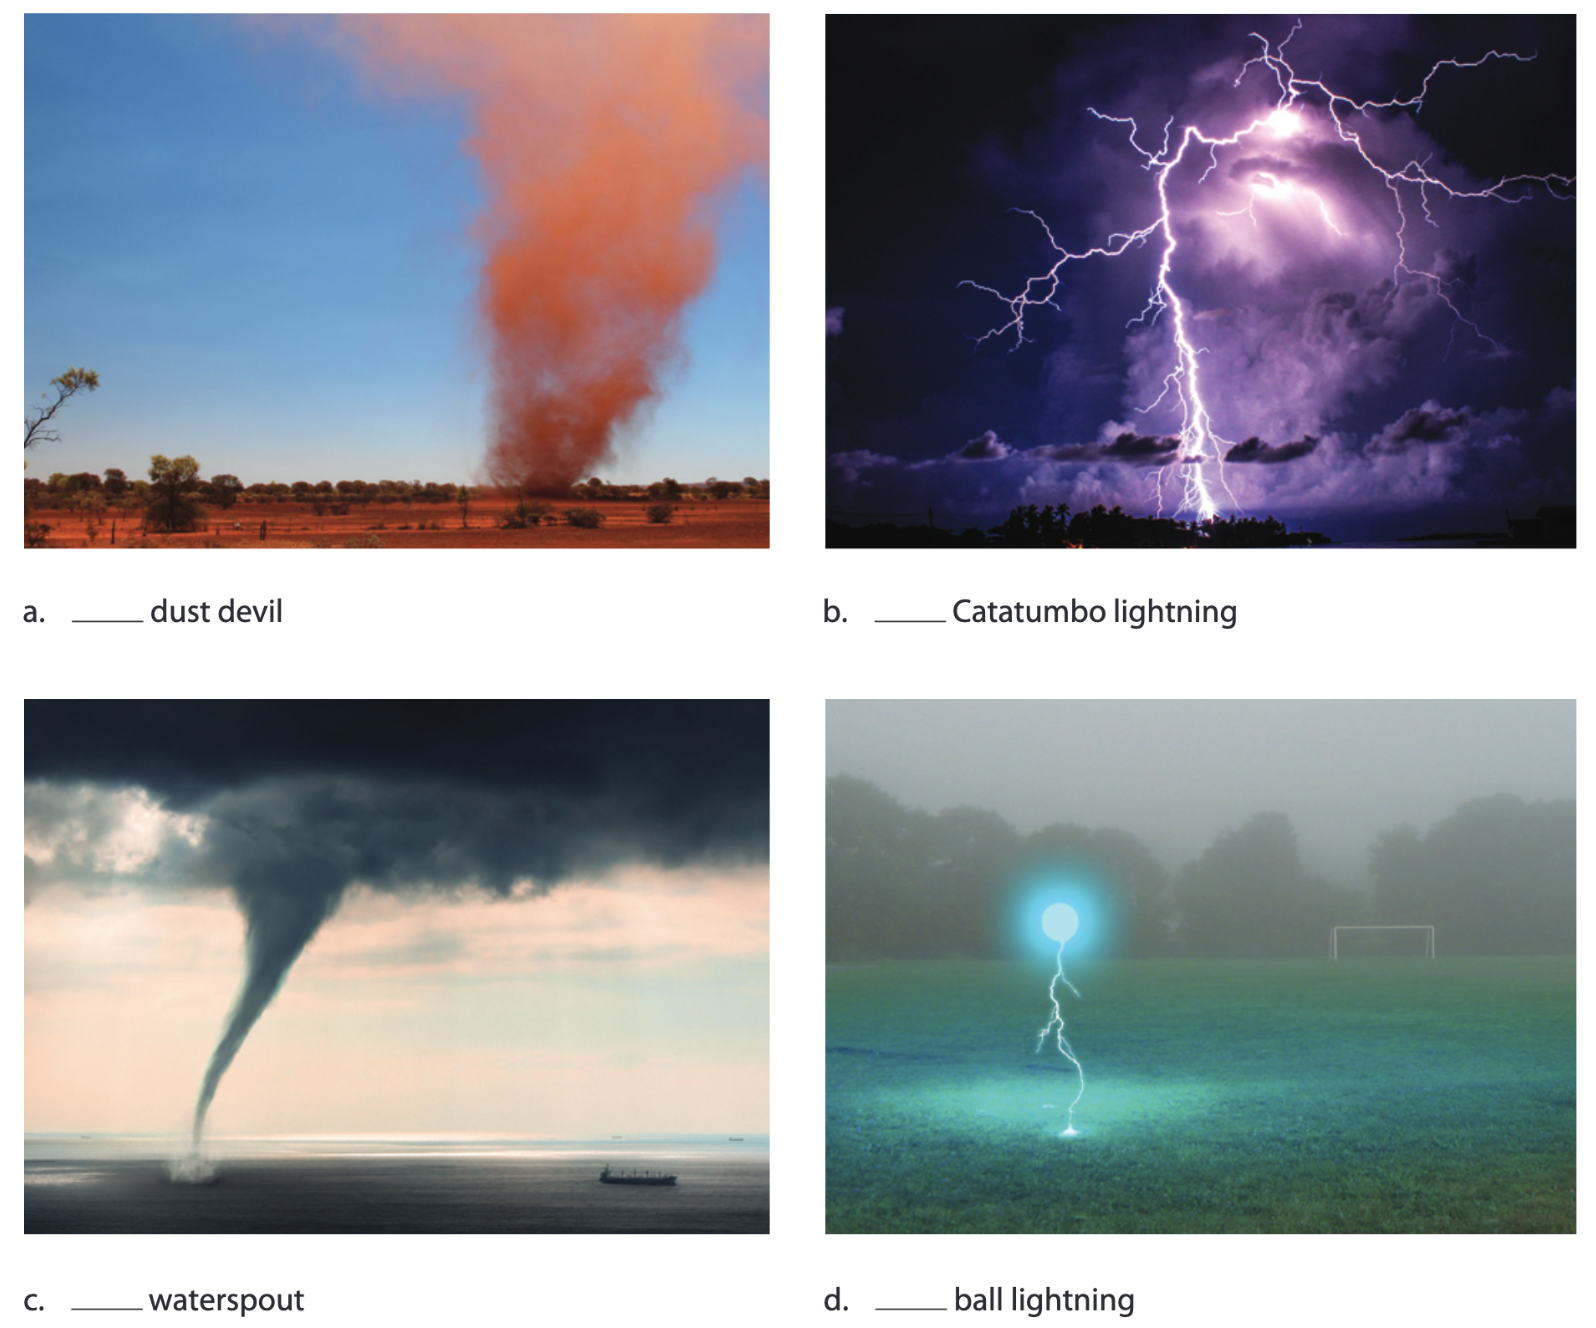 a. _____ dust devil
b. _____ Catatumbo lightning
c. _____ waterspout
d. _____ ball lightning